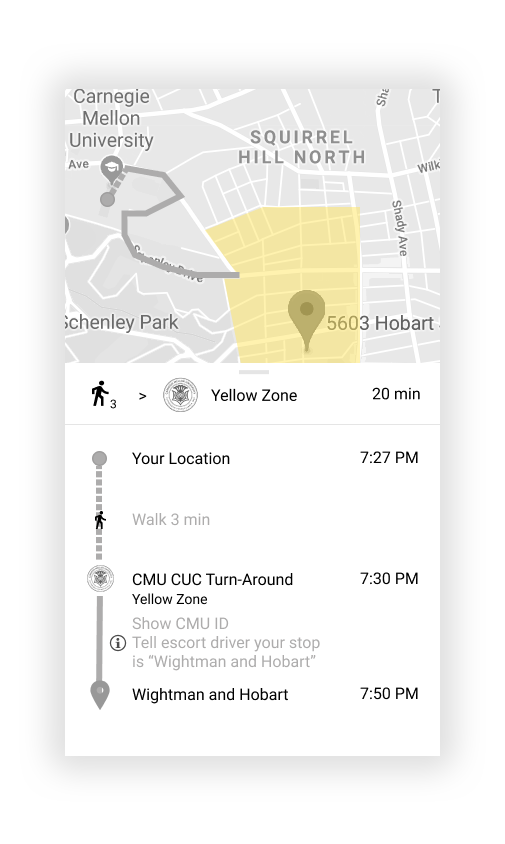 Carnegie
Mellon
University
Sha
T
SQUIRREL
HILL NORTH
Ave
Wilk
Shady Ave
Schenley Drive
Schenley Park
5603 Hobart
3
>
Yellow Zone
20 min
Your Location
7:27 PM
Walk 3 min
CMU CUC Turn-Around
7:30 PM
Yellow Zone
Show CMU ID
Tell escort driver your stop
is “Wightman and Hobart”
Wightman and Hobart
7:50 PM